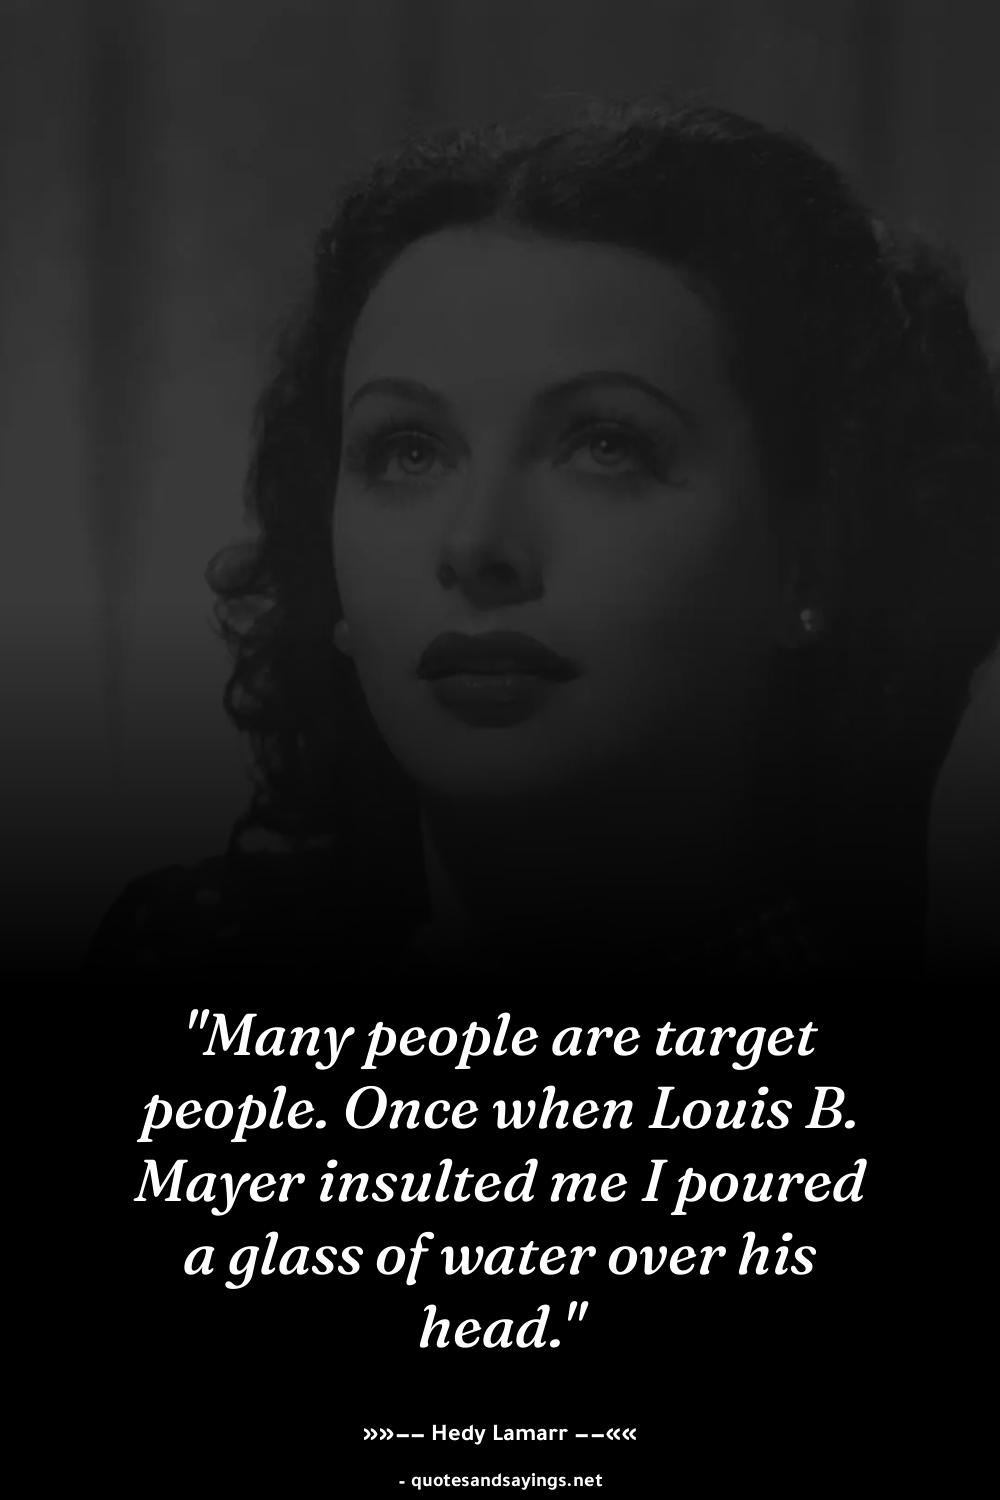 "Many people are target
people. Once when Louis B.
Mayer insulted me I poured
a glass of water over his
head."
»»−− Hedy Lamarr −−««
- quotesandsayings.net